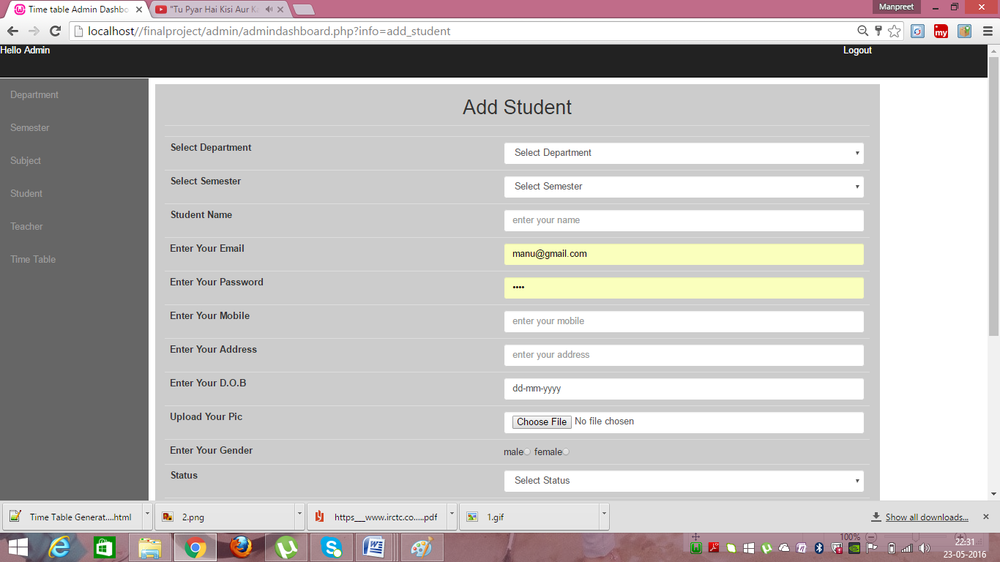 Time table Admin Dashbo
"Tu Pyar Hai Kisi Aur K
Manpreet
localhost//finalproject/admin/admindashboard.php?info=add_student
my
Hello Admin
Logout
Department
Semester
Subject
Student
Teacher
Time Table
Add Student
Select Department
Select Department
Select Semester
Select Semester
Student Name
enter your name
Enter Your Email
manu@gmail.com
Enter Your Password
••••
Enter Your Mobile
enter your mobile
Enter Your Address
enter your address
Enter Your D.O.B
dd-mm-yyyy
Upload Your Pic
Choose File No file chosen
Enter Your Gender
male female
Status
Select Status
Time Table Generat....html
2.png
https___www.irctc.co.....pdf
1.gif
Show all downloads...
100%
22:31
23-05-2016